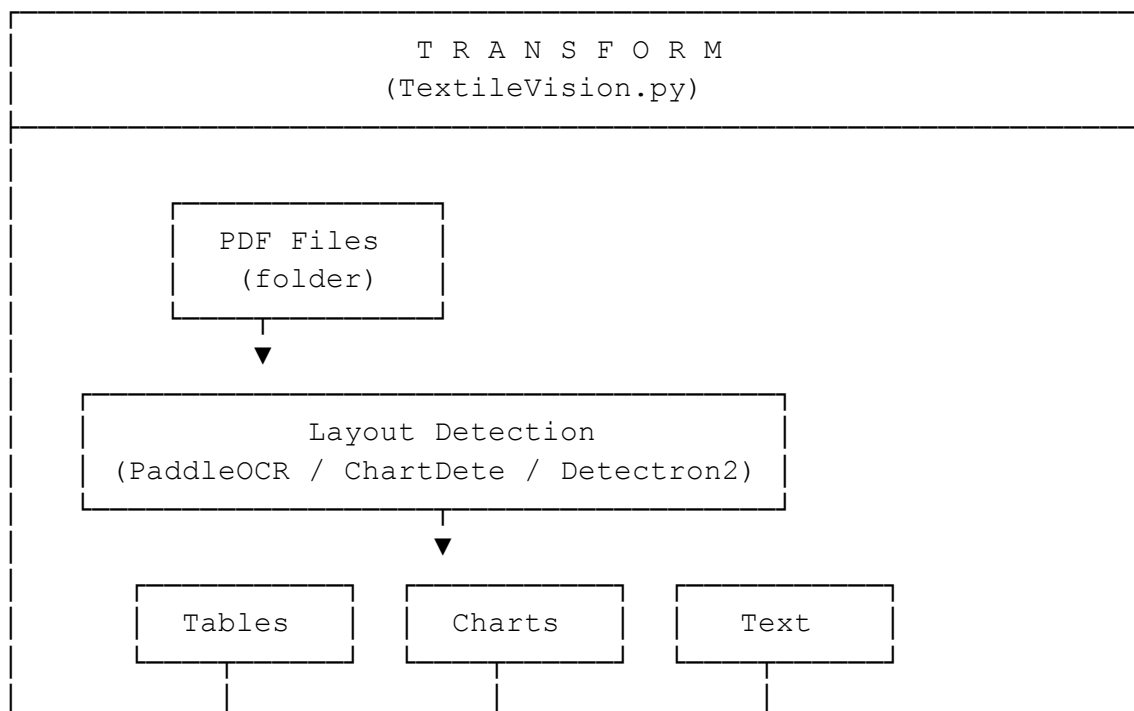 T R A N S F O R M
(TextileVision.py)
PDF Files
(folder)
Layout Detection
(PaddleOCR / ChartDete / Detectron2)
Tables
Charts
Text